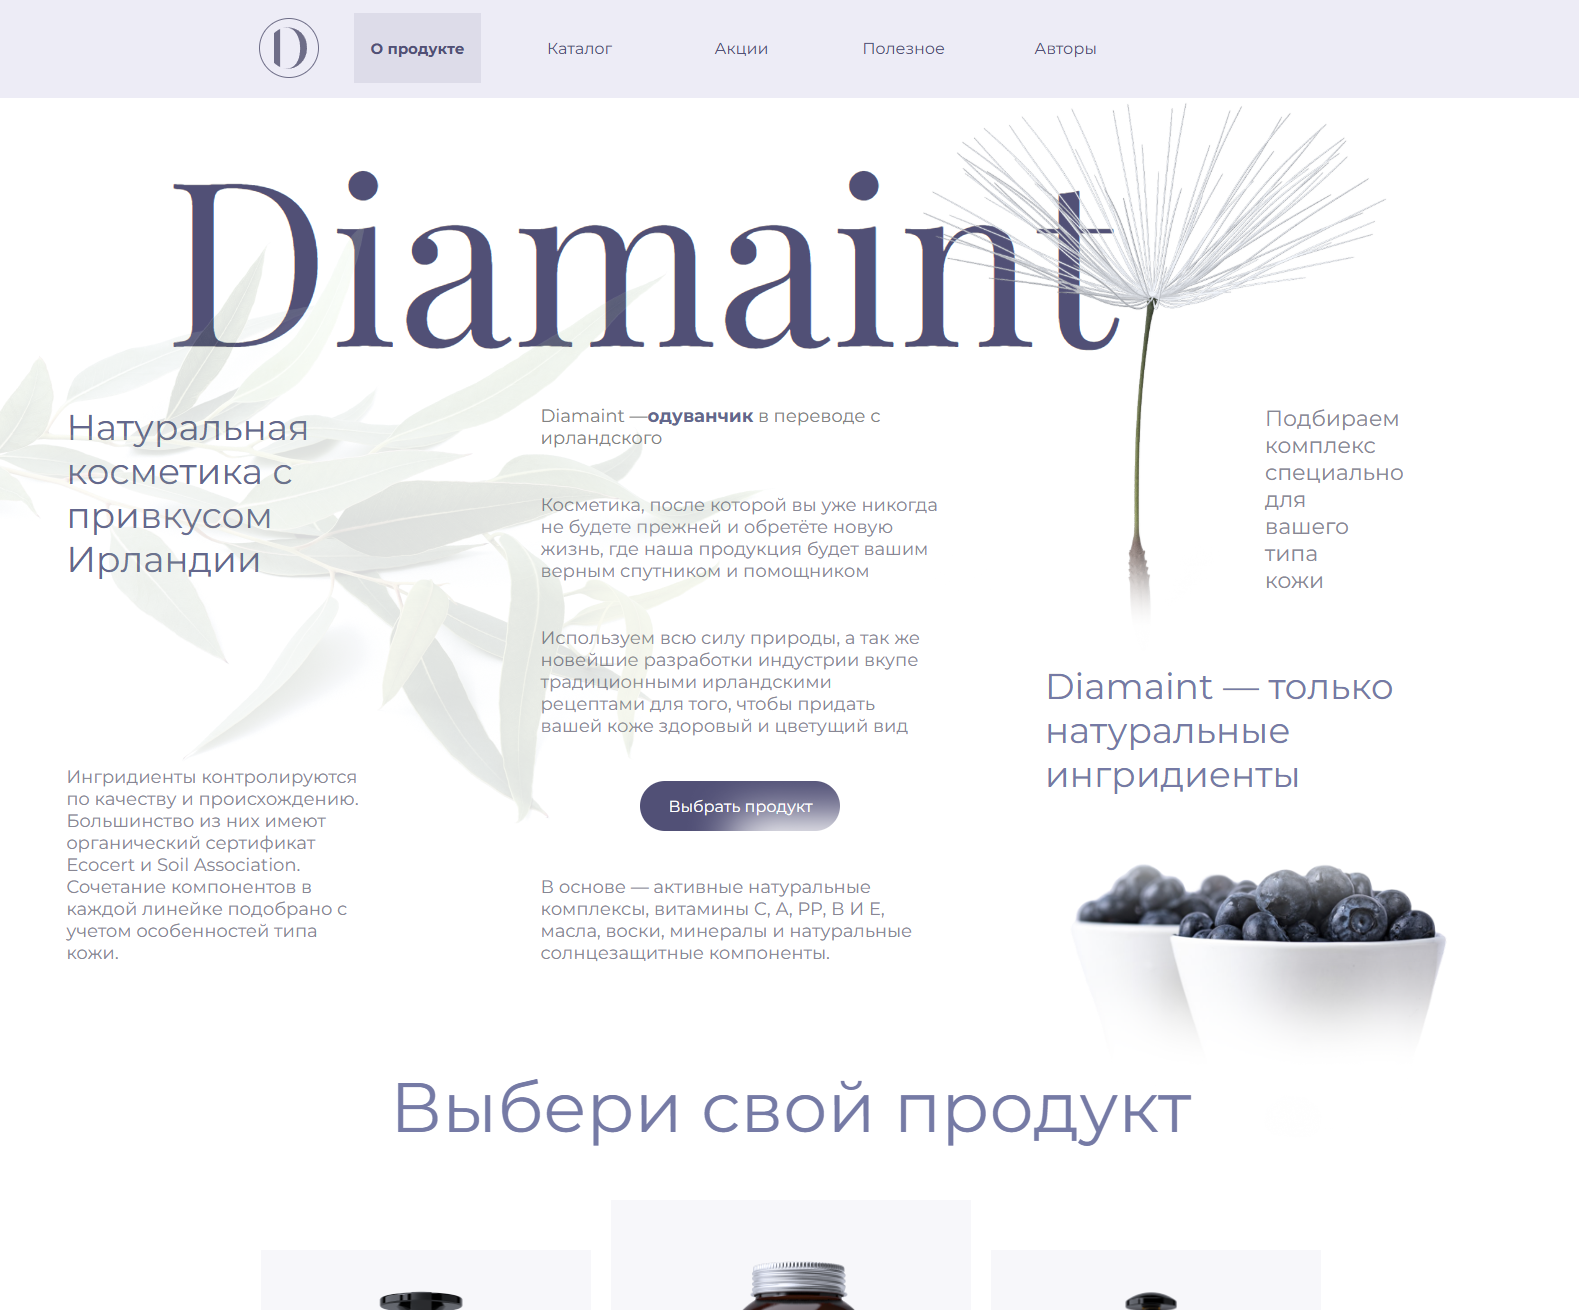 D
О продукте
Каталог
Акции
Полезное
Авторы
Diamaint
Натуральная
косметика с
привкусом
Ирландии
Diamaint —одуванчик в переводе с
ирландского
Косметика, после которой вы уже никогда
не будете прежней и обретёте новую
жизнь, где наша продукция будет вашим
верным спутником и помощником
Используем всю силу природы, а так же
новейшие разработки индустрии вкупе
традиционными ирландскими
рецептами для того, чтобы придать
вашей коже здоровый и цветущий вид
Подбираем
комплекс
специально
для
вашего
типа
кожи
Diamaint — только
натуральные
ингридиенты
Ингридиенты контролируются
по качеству и происхождению.
Большинство из них имеют
органический сертификат
Ecocert и Soil Association.
Сочетание компонентов в
каждой линейке подобрано с
учетом особенностей типа
кожи.
Выбрать продукт
В основе — активные натуральные
комплексы, витамины С, А, РР, В И Е,
масла, воски, минералы и натуральные
солнцезащитные компоненты.
Выбери свой продукт